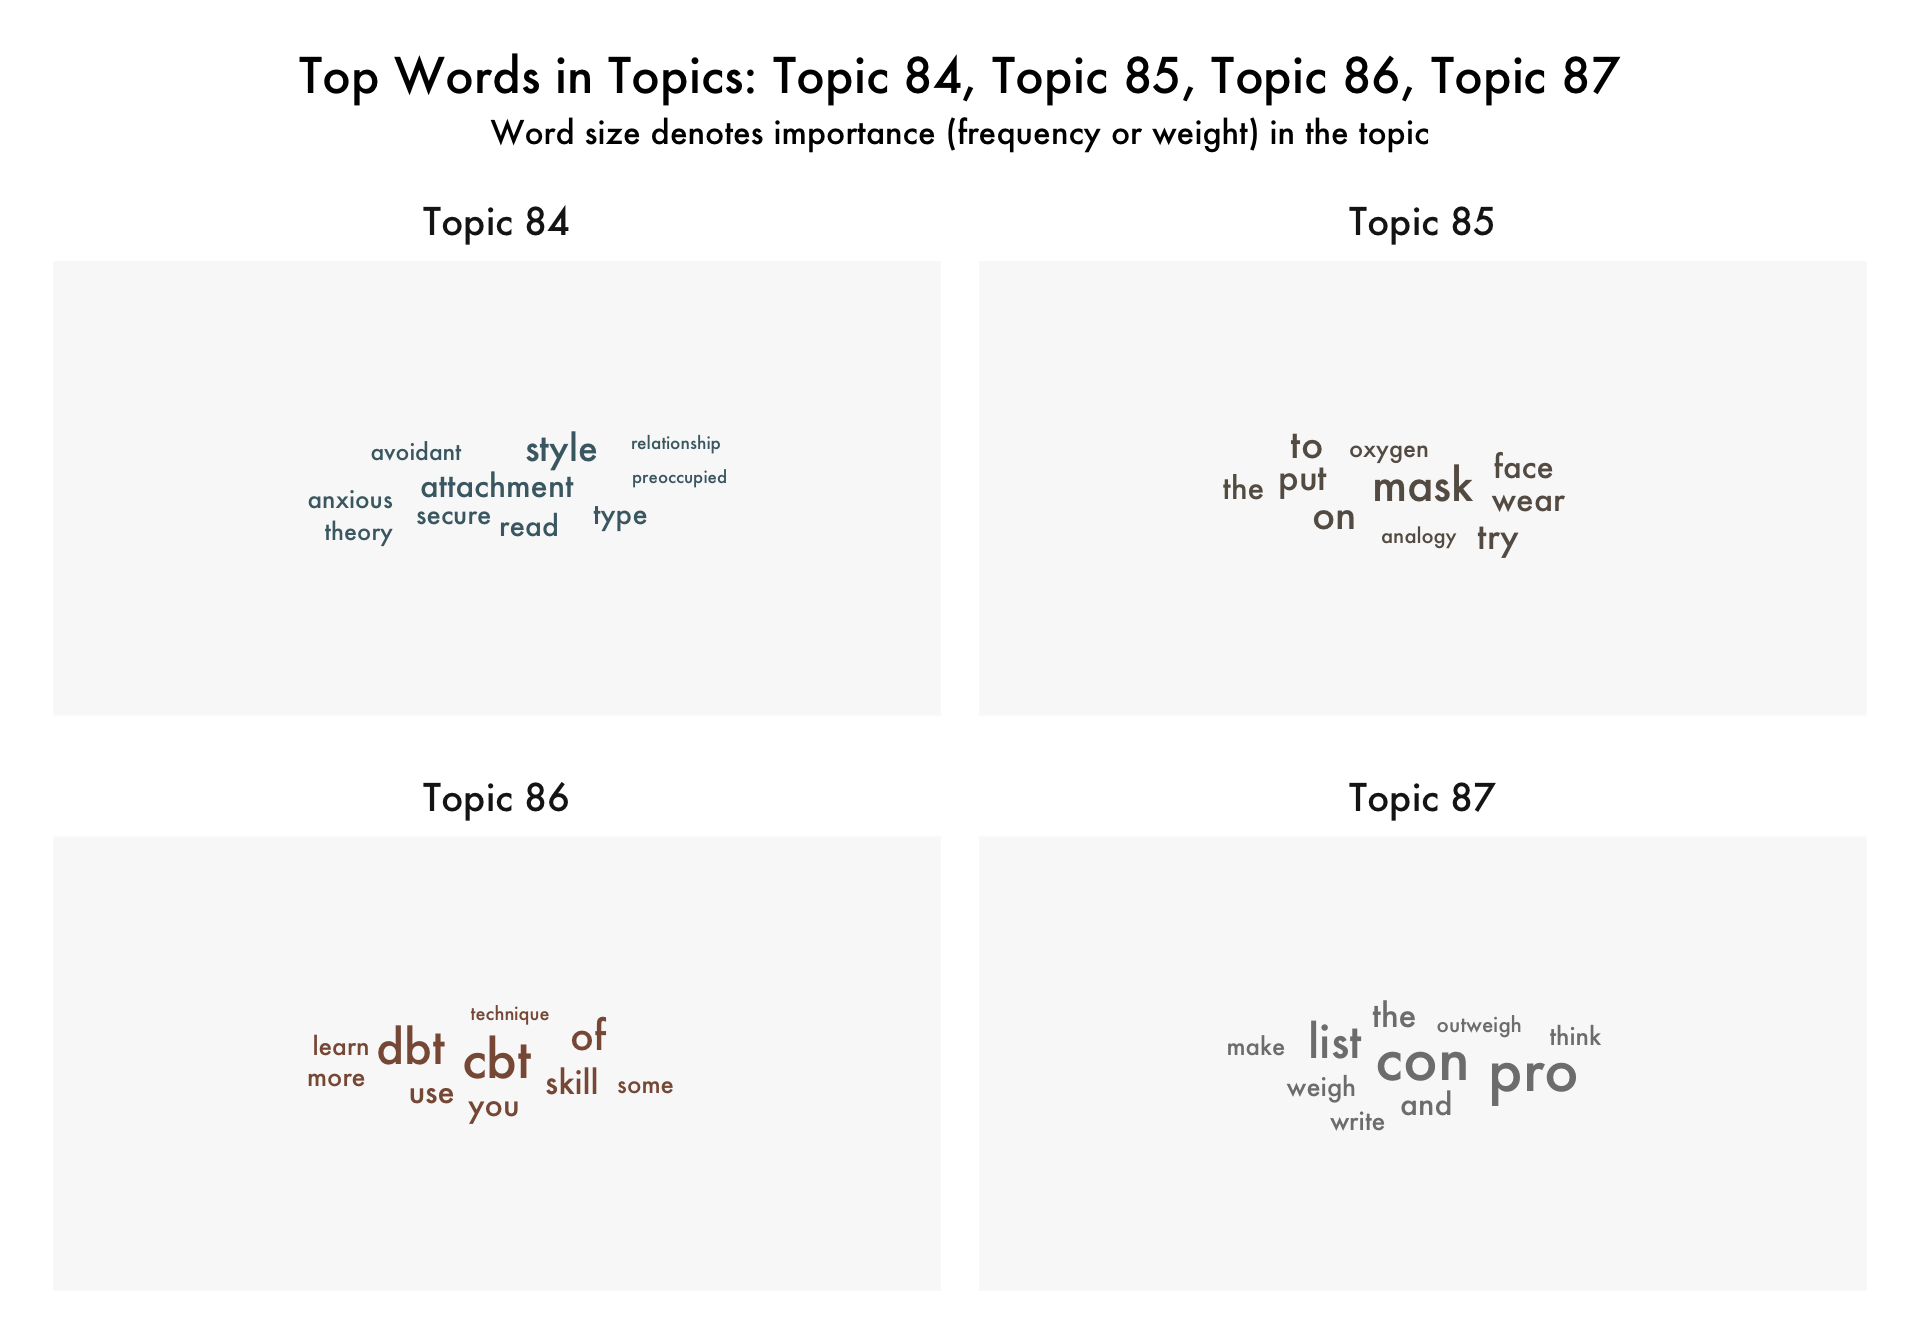 Top Words in Topics: Topic 84, Topic 85, Topic 86, Topic 87
Word size denotes importance (frequency or weight) in the topic
Topic 84
avoidant style relationship
attachment preoccupied
anxious secure read type
theory
Topic 85
to oxygen face
the put mask wear
on analogy try
Topic 86
technique
learn dbt cbt of
more use you skill some
Topic 87
the outweigh think
make list con pro
weigh and
write